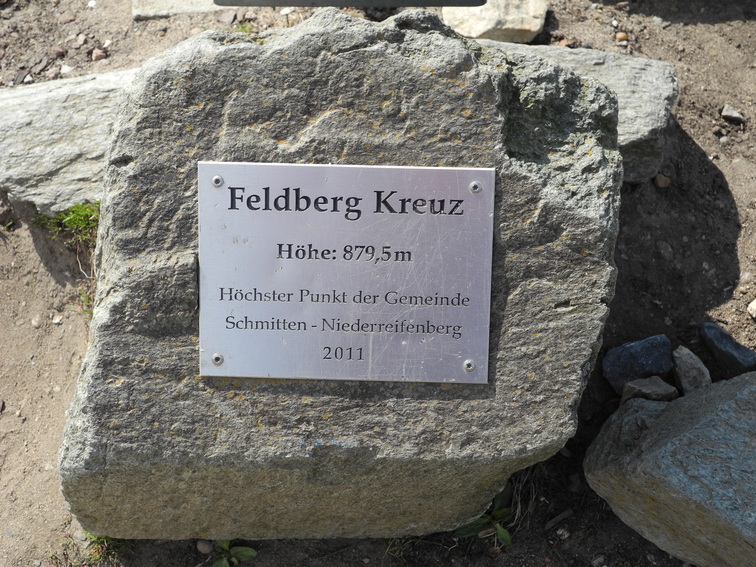 Feldberg Kreuz
Höhe: 879,5m
Höchster Punkt der Gemeinde
Schmitten - Niederreifenberg
2011